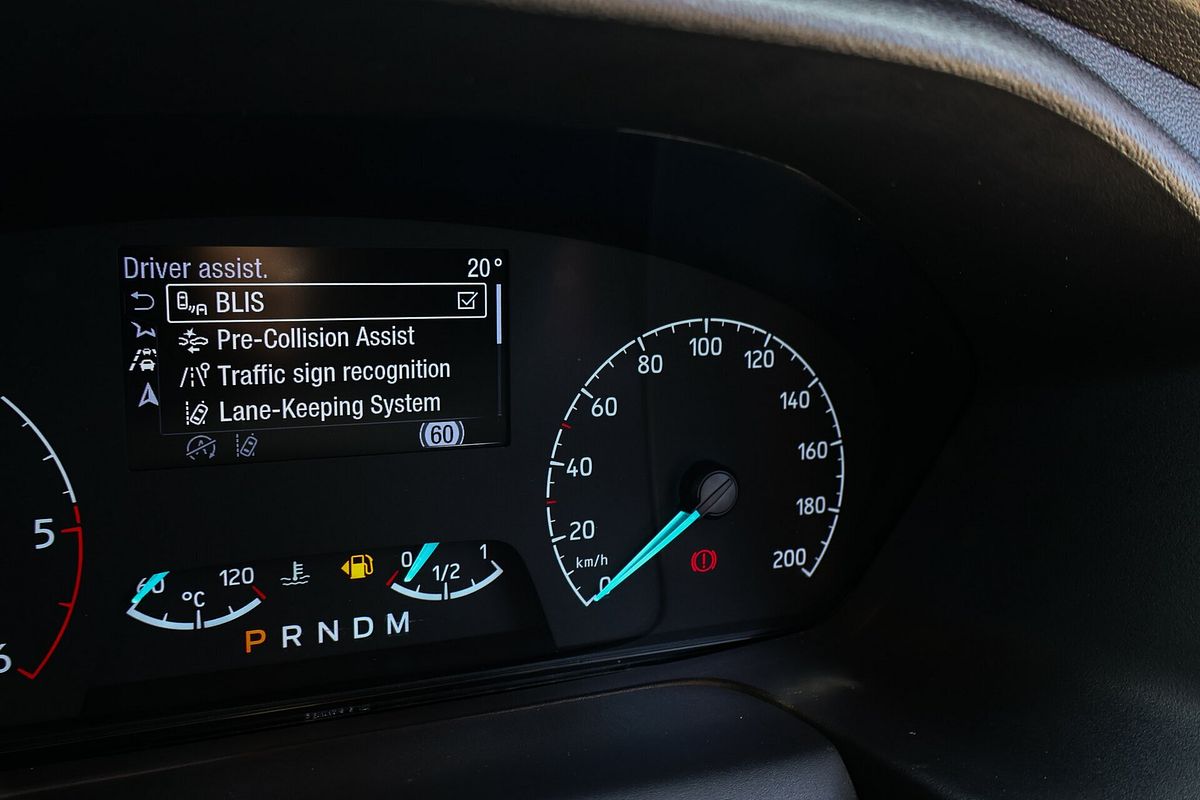 Driver assist. 20°
BLIS
Pre-Collision Assist
Traffic sign recognition
Lane-Keeping System
60
5
6
60 °C 120
0 1/2 1
P R N D M
0
20
40
60
80
100
120
140
160
180
200
km/h